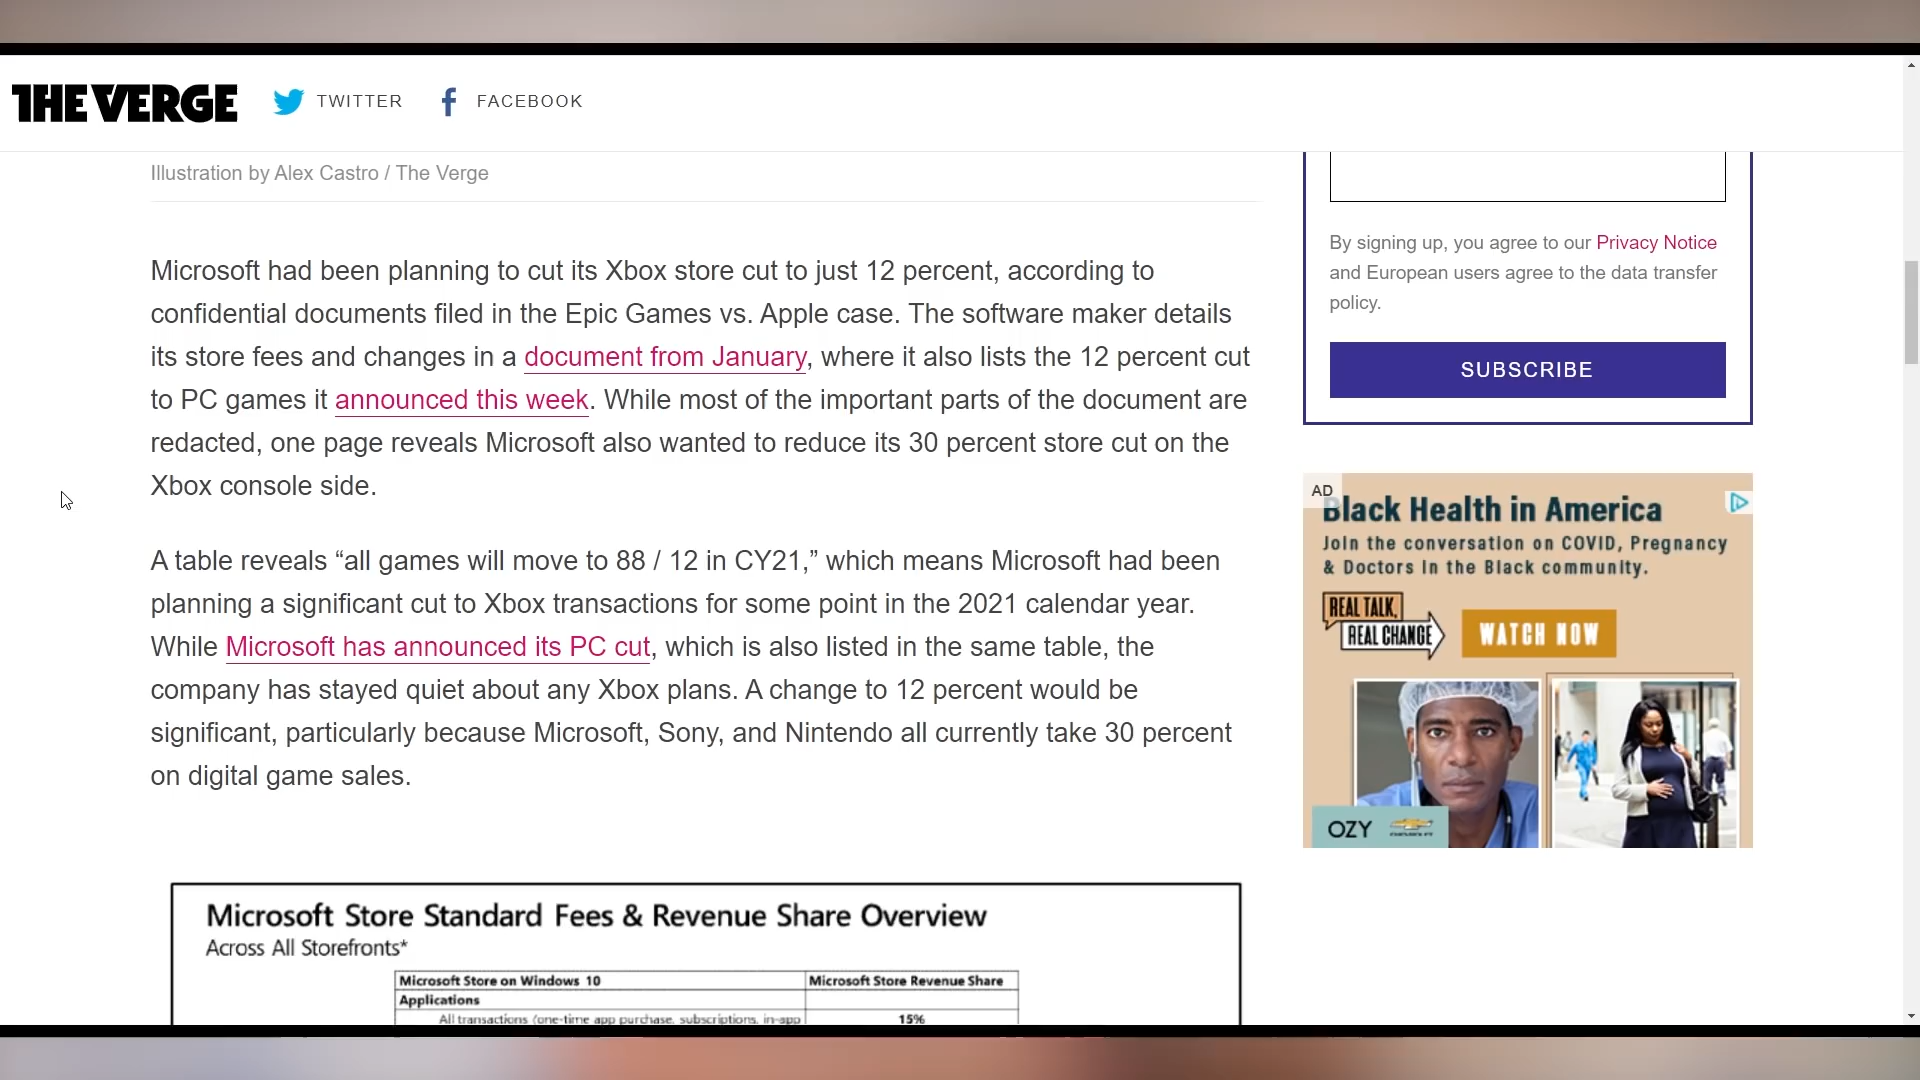 THE VERGE
TWITTER
FACEBOOK
Illustration by Alex Castro / The Verge
Microsoft had been planning to cut its Xbox store cut to just 12 percent, according to
confidential documents filed in the Epic Games vs. Apple case. The software maker details
its store fees and changes in a document from January, where it also lists the 12 percent cut
to PC games it announced this week. While most of the important parts of the document are
redacted, one page reveals Microsoft also wanted to reduce its 30 percent store cut on the
Xbox console side.
A table reveals “all games will move to 88 / 12 in CY21,” which means Microsoft had been
planning a significant cut to Xbox transactions for some point in the 2021 calendar year.
While Microsoft has announced its PC cut, which is also listed in the same table, the
company has stayed quiet about any Xbox plans. A change to 12 percent would be
significant, particularly because Microsoft, Sony, and Nintendo all currently take 30 percent
on digital game sales.
Microsoft Store Standard Fees & Revenue Share Overview
Across All Storefronts*
Microsoft Store on Windows 10
Microsoft Store Revenue Share
Applications
All transactions (one-time app purchase, subscriptions, in-app
15%
By signing up, you agree to our Privacy Notice
and European users agree to the data transfer
policy.
SUBSCRIBE
AD
Black Health in America
Join the conversation on COVID, Pregnancy
& Doctors in the Black community.
REAL TALK,
REAL CHANGE
WATCH NOW
OZY
CHEVROLET